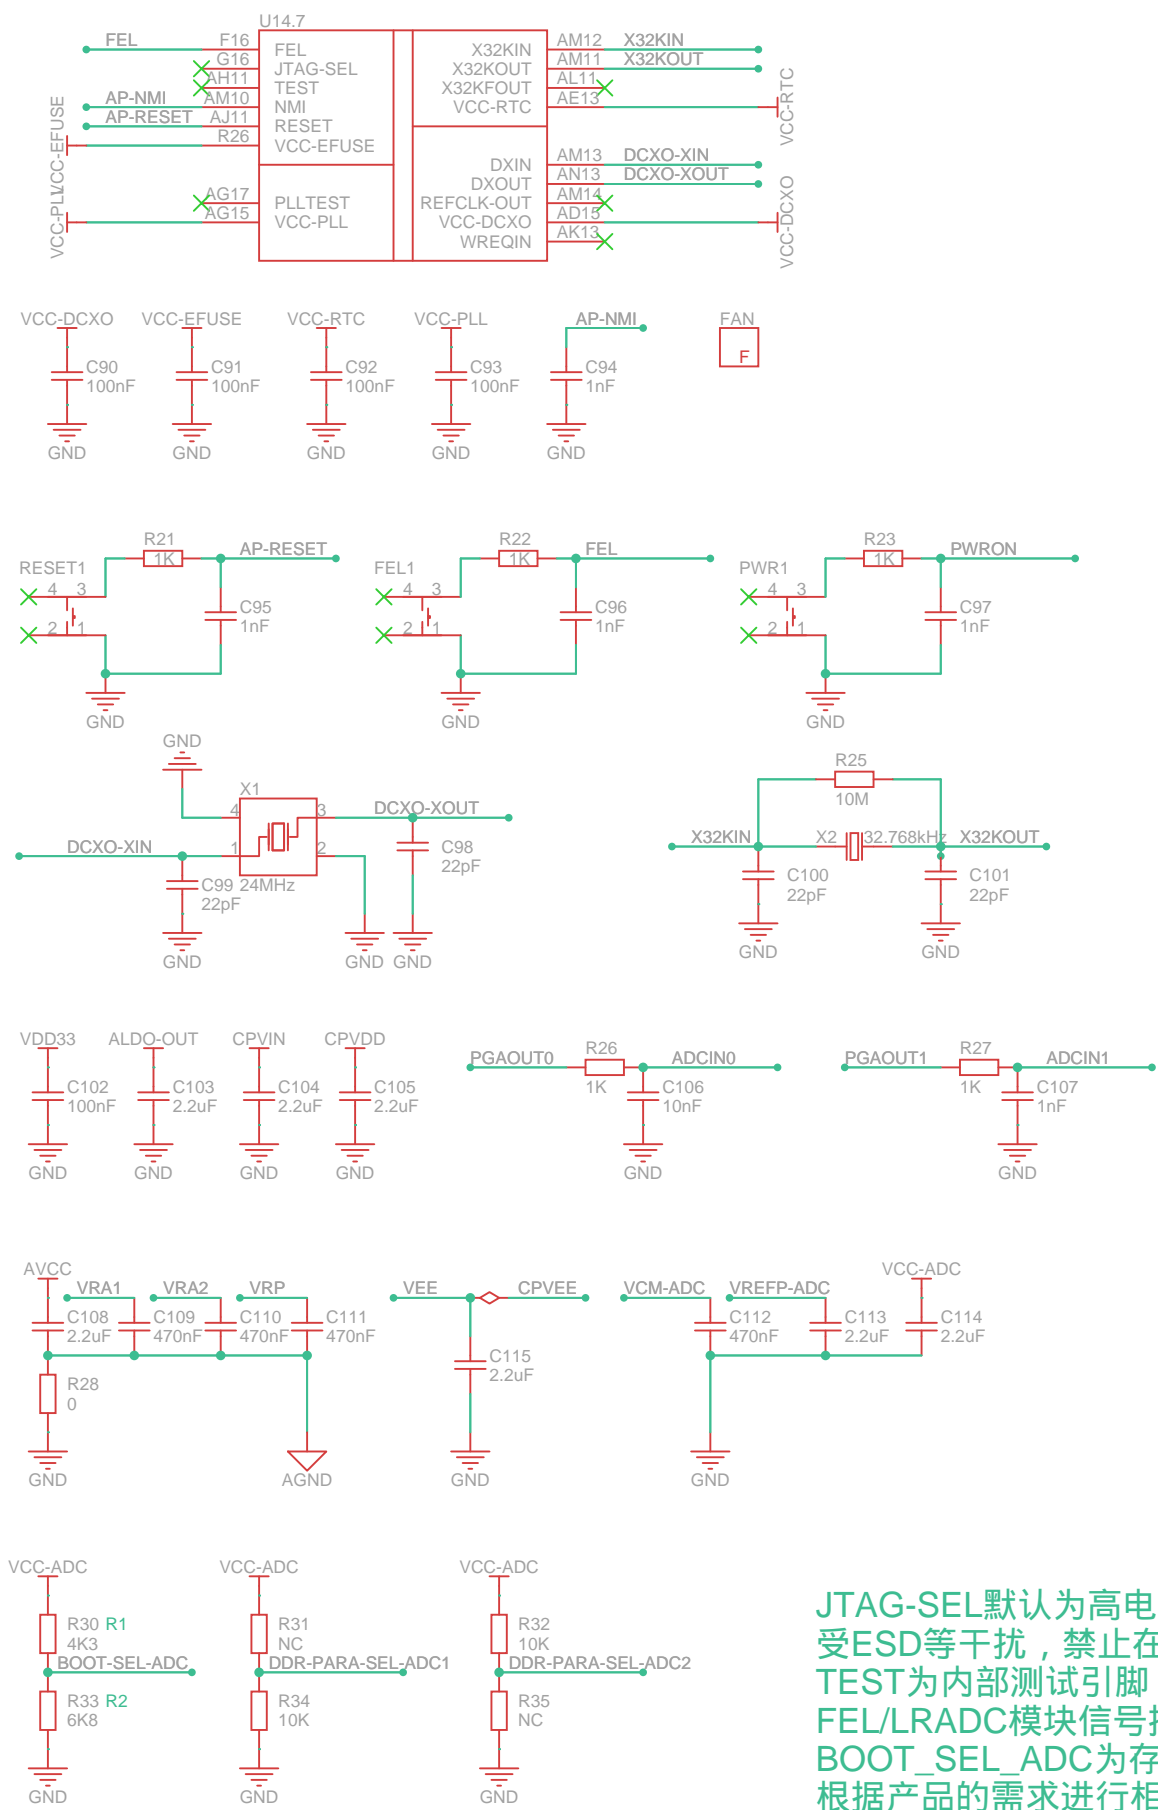 U14.7
FEL F16 FEL X32KIN AM12 X32KIN
G16 JTAG-SEL X32KOUT AM11 X32KOUT
AH11 TEST X32KFOUT AL11
AP-NMI AM10 NMI VCC-RTC AE13 VCC-RTC
AP-RESET AJ11 RESET
VCC-EFUSE R26 VCC-EFUSE
DXIN AM13 DCXO-XIN
DXOUT AN13 DCXO-XOUT
AG17 PLLTEST REFCLK-OUT AM14
VCC-PLL AG15 VCC-PLL VCC-DCXO AD15 VCC-DCXO
WREQIN AK13
VCC-DCXO VCC-EFUSE VCC-RTC VCC-PLL AP-NMI FAN
C90 C91 C92 C93 C94 F
100nF 100nF 100nF 100nF 1nF
GND GND GND GND GND
R21 AP-RESET R22 FEL R23 PWRON
1K 1K 1K
RESET1 FEL1 PWR1
4 3 4 3 4 3
C95 C96 C97
1nF 1nF 1nF
2 1 2 1 2 1
GND GND GND
GND
X1
4 3 DCXO-XOUT
DCXO-XIN 1 2
C98
22pF
C99 24MHz
22pF
GND GND GND
R25
10M
X32KIN X2 32.768kHz X32KOUT
C100 C101
22pF 22pF
GND GND
VDD33 ALDO-OUT CPVIN CPVDD
C102 C103 C104 C105
100nF 2.2uF 2.2uF 2.2uF
GND GND GND GND
PGAOUT0 R26 ADCIN0 PGAOUT1 R27 ADCIN1
1K C106 1K C107
10nF 1nF
GND GND
AVCC VRA1 VRA2 VRP VEE CPVEE VCM-ADC VREFP-ADC VCC-ADC
C108 C109 C110 C111 C112 C113 C114
2.2uF 470nF 470nF 470nF 470nF 2.2uF 2.2uF
C115
2.2uF
R28
0
GND AGND GND GND
VCC-ADC VCC-ADC VCC-ADC
R30 R1 R31 R32
4K3 NC 10K
BOOT-SEL-ADC DDR-PARA-SEL-ADC1 DDR-PARA-SEL-ADC2
R33 R2 R34 R35
6K8 10K NC
GND GND GND
JTAG-SEL默认为高电
受ESD等干扰，禁止在
TEST为内部测试引脚
FEL/LRADC模块信号
BOOT_SEL_ADC为存
根据产品的需求进行相